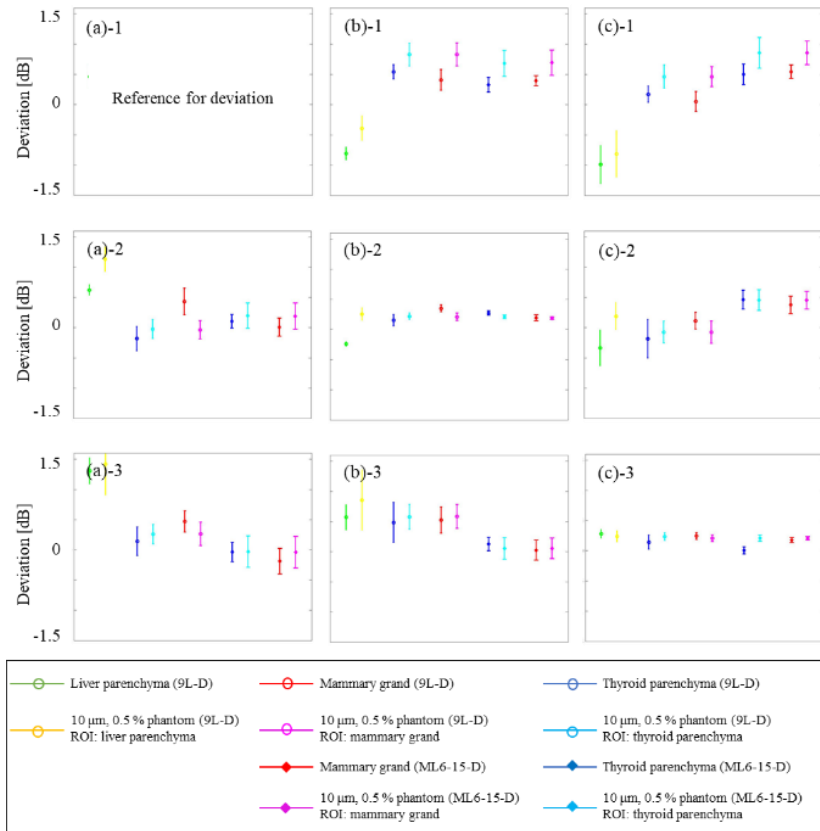 1.5
0
-1.5
Deviation [dB]
(a)-1
Reference for deviation
(b)-1
(c)-1
1.5
0
-1.5
Deviation [dB]
(a)-2
(b)-2
(c)-2
1.5
0
-1.5
Deviation [dB]
(a)-3
(b)-3
(c)-3
Liver parenchyma (9L-D)
Mammary grand (9L-D)
Thyroid parenchyma (9L-D)
10 μm, 0.5 % phantom (9L-D)
ROI: liver parenchyma
10 μm, 0.5 % phantom (9L-D)
ROI: mammary grand
10 μm, 0.5 % phantom (9L-D)
ROI: thyroid parenchyma
Mammary grand (ML6-15-D)
Thyroid parenchyma (ML6-15-D)
10 μm, 0.5 % phantom (ML6-15-D)
ROI: mammary grand
10 μm, 0.5 % phantom (ML6-15-D)
ROI: thyroid parenchyma